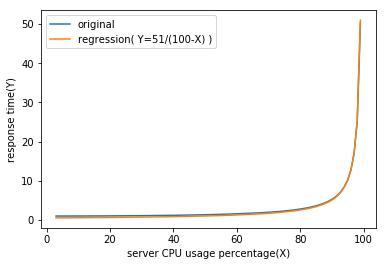 original
regression( Y=51/(100-X) )
50
40
30
20
10
0
response time(Y)
0 20 40 60 80 100
server CPU usage percentage(X)